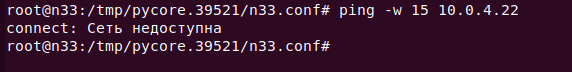 root@n33:/tmp/pycore.39521/n33.conf# ping -w 15 10.0.4.22
connect: Сеть недоступна
root@n33:/tmp/pycore.39521/n33.conf#